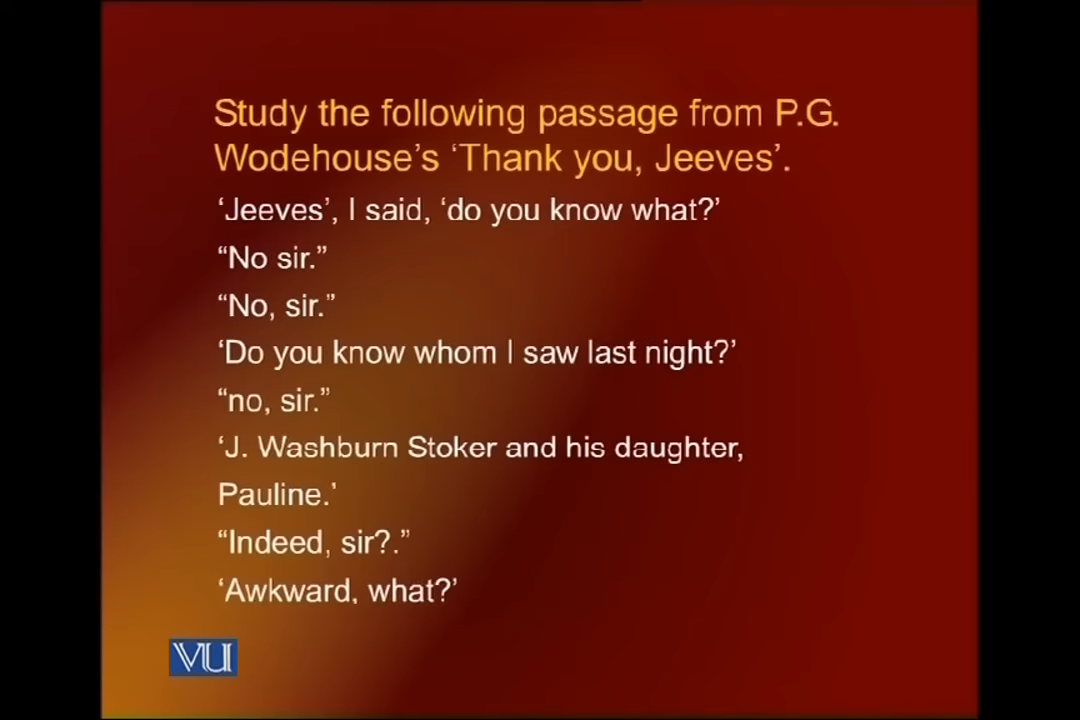 Study the following passage from P.G.
Wodehouse’s ‘Thank you, Jeeves’.
‘Jeeves’, I said, ‘do you know what?’
“No sir.”
“No, sir.”
‘Do you know whom I saw last night?’
“no, sir.”
‘J. Washburn Stoker and his daughter,
Pauline.’
“Indeed, sir?.”
‘Awkward, what?’
VU